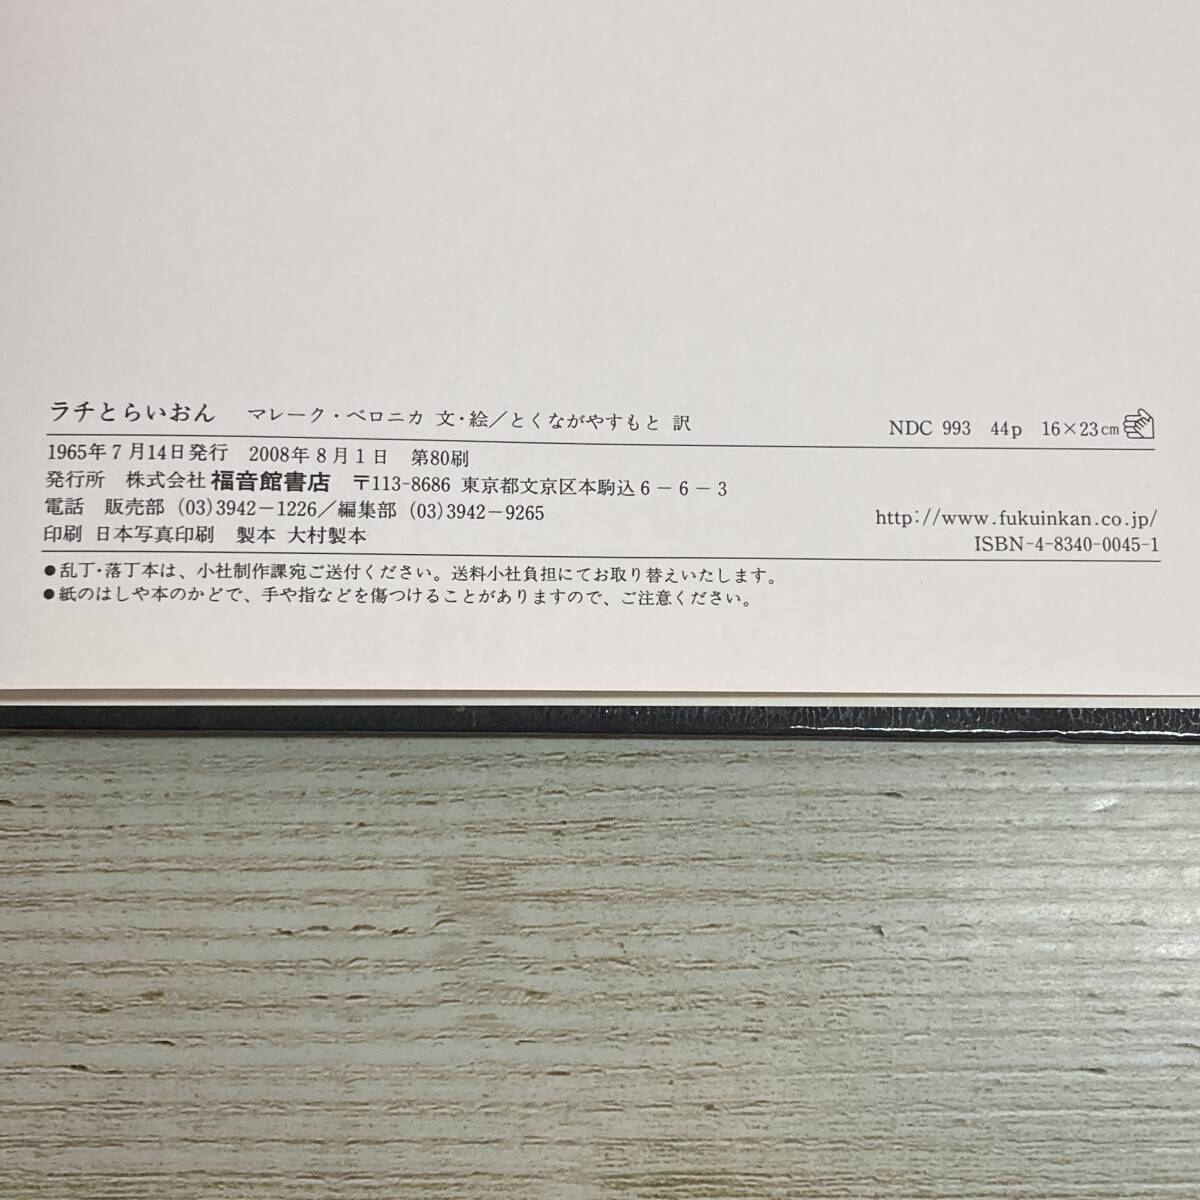 ラチとらいおん　マレーク・ベロニカ 文・絵／とくながやすもと 訳
NDC 993　44p　16×23cm
1965年7月14日発行　2008年8月1日　第80刷
発行所　株式会社 福音館書店　〒113-8686 東京都文京区本駒込6－6－3
電話　販売部 (03)3942－1226／編集部 (03)3942－9265
http://www.fukuinkan.co.jp/
印刷 日本写真印刷　製本 大村製本
ISBN-4-8340-0045-1
●乱丁・落丁本は、小社制作課宛ご送付ください。送料小社負担にてお取り替えいたします。
●紙のはしや本のかどで、手や指などを傷つけることがありますので、ご注意ください。